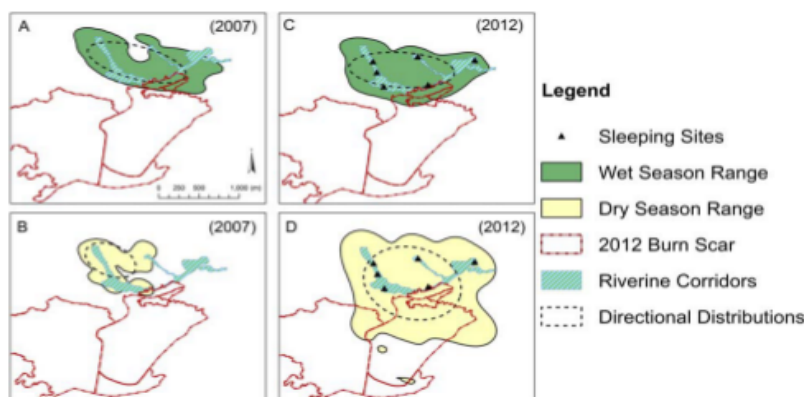 A (2007)
C (2012)
0 250 500 1,000 (m)
B (2007)
D (2012)
Legend
Sleeping Sites
Wet Season Range
Dry Season Range
2012 Burn Scar
Riverine Corridors
Directional Distributions